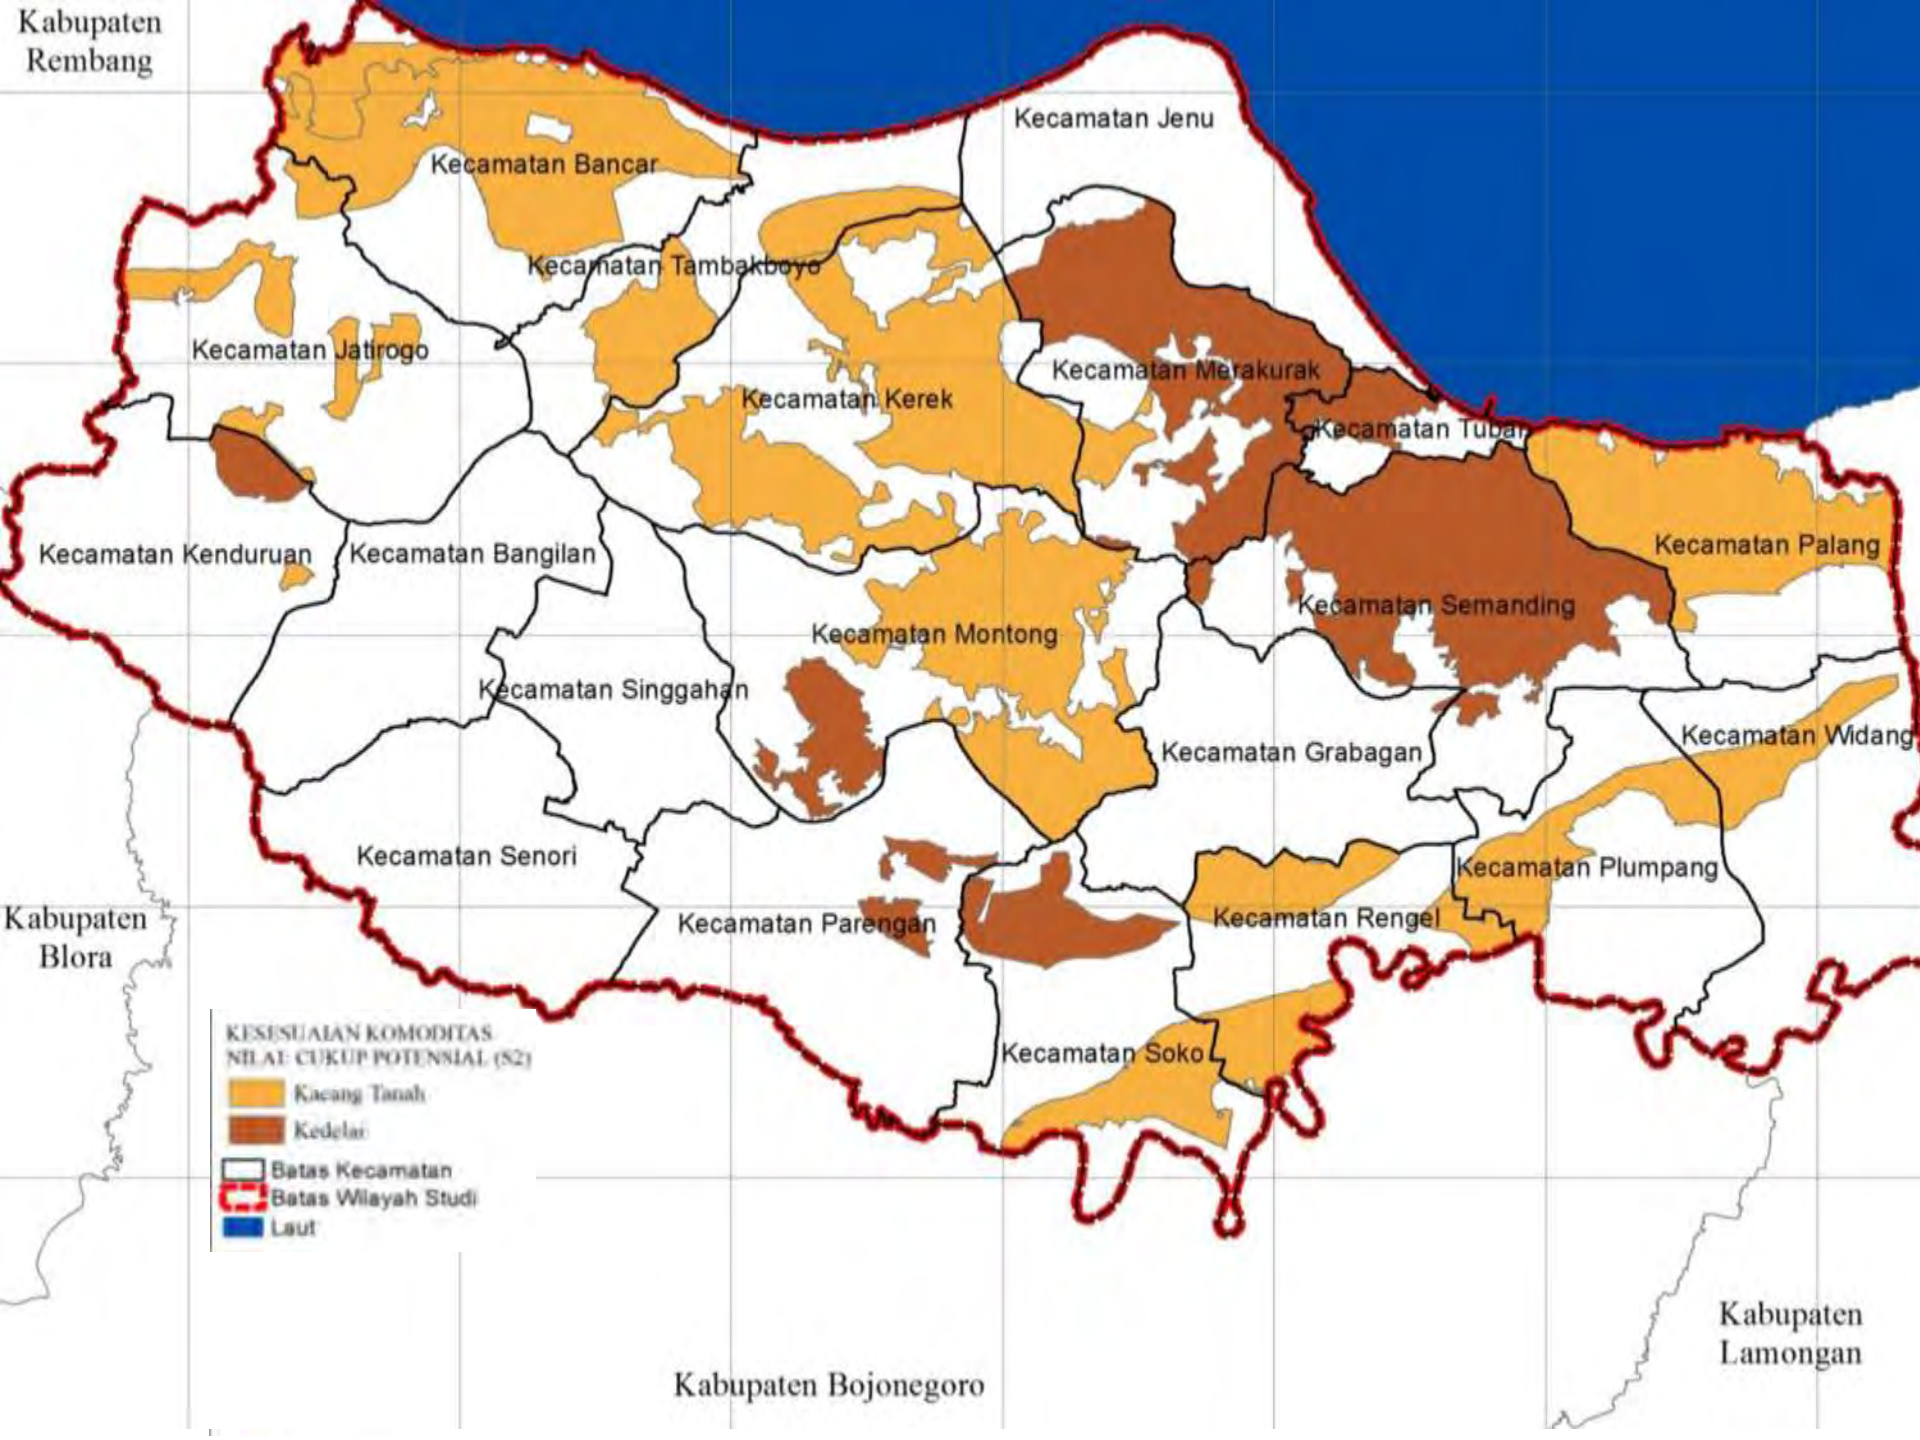 Kabupaten
Rembang
Kecamatan Jenu
Kecamatan Bancar
Kecamatan Tambakboyo
Kecamatan Jatirogo
Kecamatan Merakurak
Kecamatan Kerek
Kecamatan Tuban
Kecamatan Palang
Kecamatan Kenduruan
Kecamatan Bangilan
Kecamatan Semanding
Kecamatan Montong
Kecamatan Singgahan
Kecamatan Widang
Kecamatan Grabagan
Kecamatan Senori
Kecamatan Plumpang
Kecamatan Parengan
Kecamatan Rengel
Kabupaten
Blora
Kecamatan Soko
KESESUAIAN KOMODITAS
NILAI CUKUP POTENSIAL (S2)
Kacang Tanah
Kedelai
Batas Kecamatan
Batas Wilayah Studi
Laut
Kabupaten
Lamongan
Kabupaten Bojonegoro